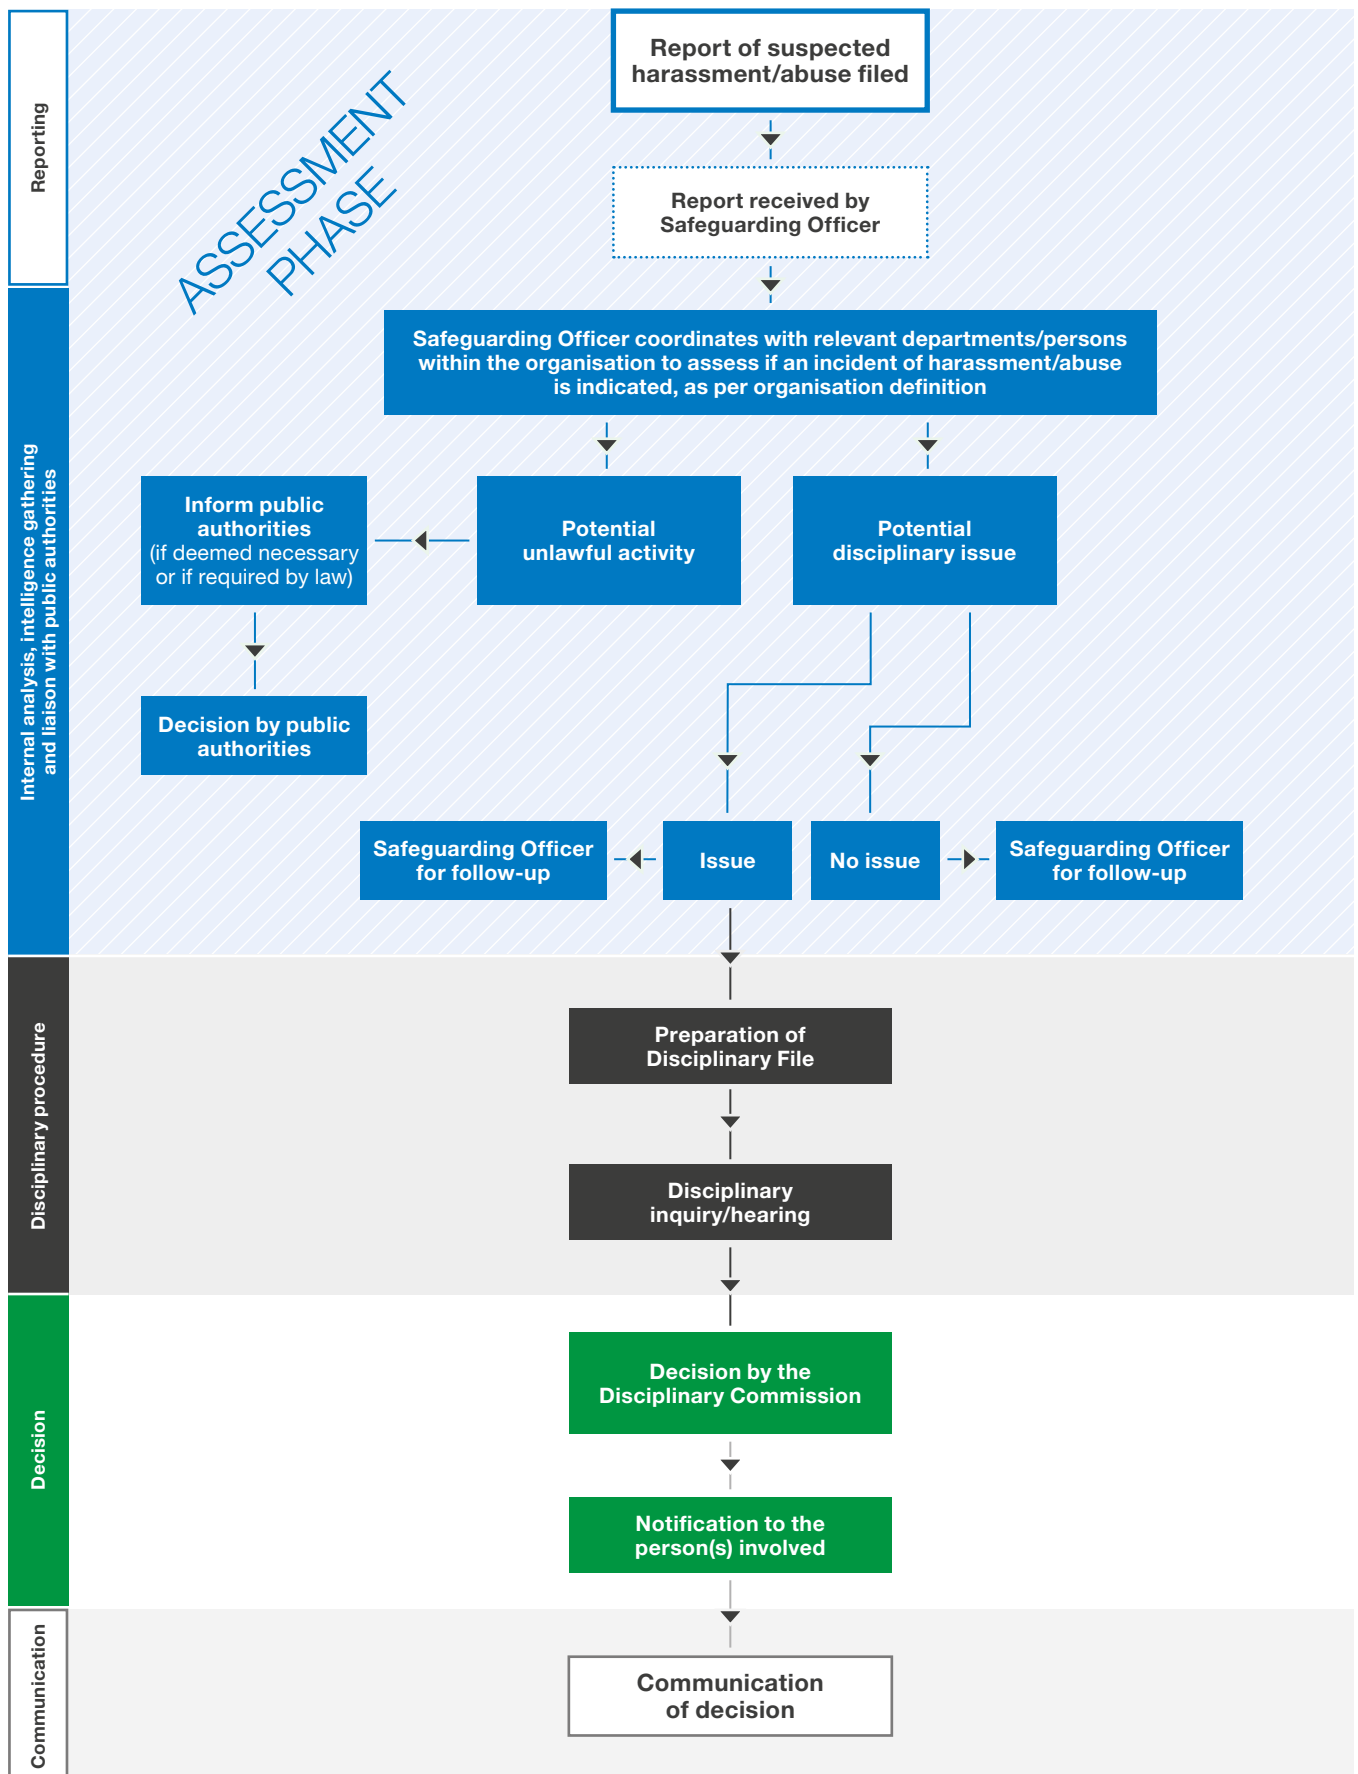 Reporting
ASSESSMENT
PHASE
Report of suspected
harassment/abuse filed
Report received by
Safeguarding Officer
Internal analysis, intelligence gathering
and liaison with public authorities
Safeguarding Officer coordinates with relevant departments/persons
within the organisation to assess if an incident of harassment/abuse
is indicated, as per organisation definition
Inform public
authorities
(if deemed necessary
or if required by law)
Potential
unlawful activity
Potential
disciplinary issue
Decision by public
authorities
Safeguarding Officer
for follow-up
Issue
No issue
Safeguarding Officer
for follow-up
Disciplinary procedure
Preparation of
Disciplinary File
Disciplinary
inquiry/hearing
Decision
Decision by the
Disciplinary Commission
Notification to the
person(s) involved
Communication
Communication
of decision